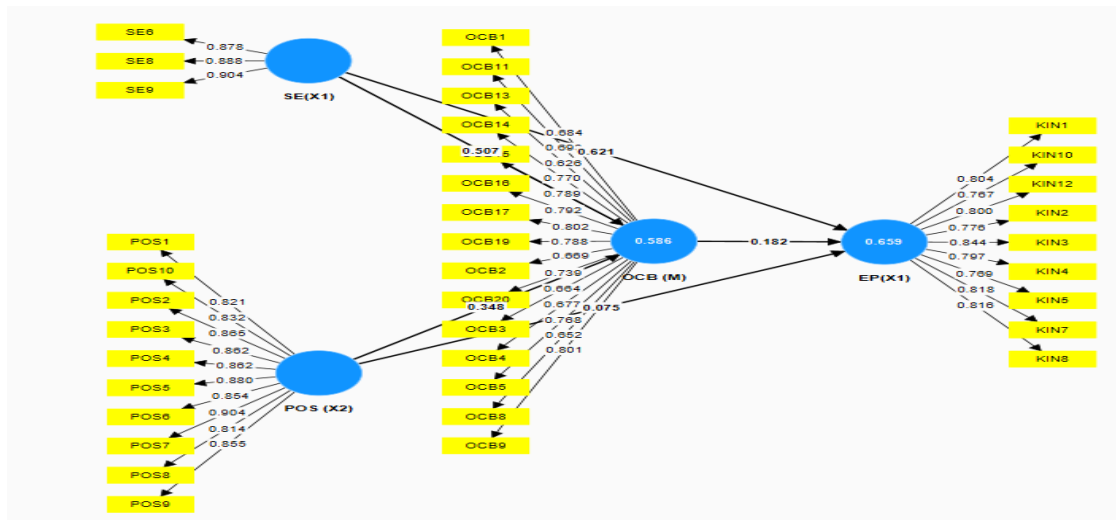 SE6
SE8
SE9
0.878
0.888
0.904
SE(X1)
POS1
POS10
POS2
POS3
POS4
POS5
POS6
POS7
POS8
POS9
0.821
0.832
0.865
0.862
0.862
0.880
0.854
0.904
0.814
0.855
POS (X2)
OCB1
OCB11
OCB13
OCB14
OCB16
OCB17
OCB19
OCB2
OCB20
OCB3
OCB4
OCB5
OCB8
OCB9
0.684
0.626
0.770
0.789
0.792
0.802
0.788
0.669
0.739
0.664
0.677
0.768
0.652
0.801
0.507
0.621
0.348
0.075
0.586
OCB (M)
0.182
0.659
EP(X1)
0.804
0.767
0.800
0.776
0.844
0.797
0.769
0.818
0.816
KIN1
KIN10
KIN12
KIN2
KIN3
KIN4
KIN5
KIN7
KIN8